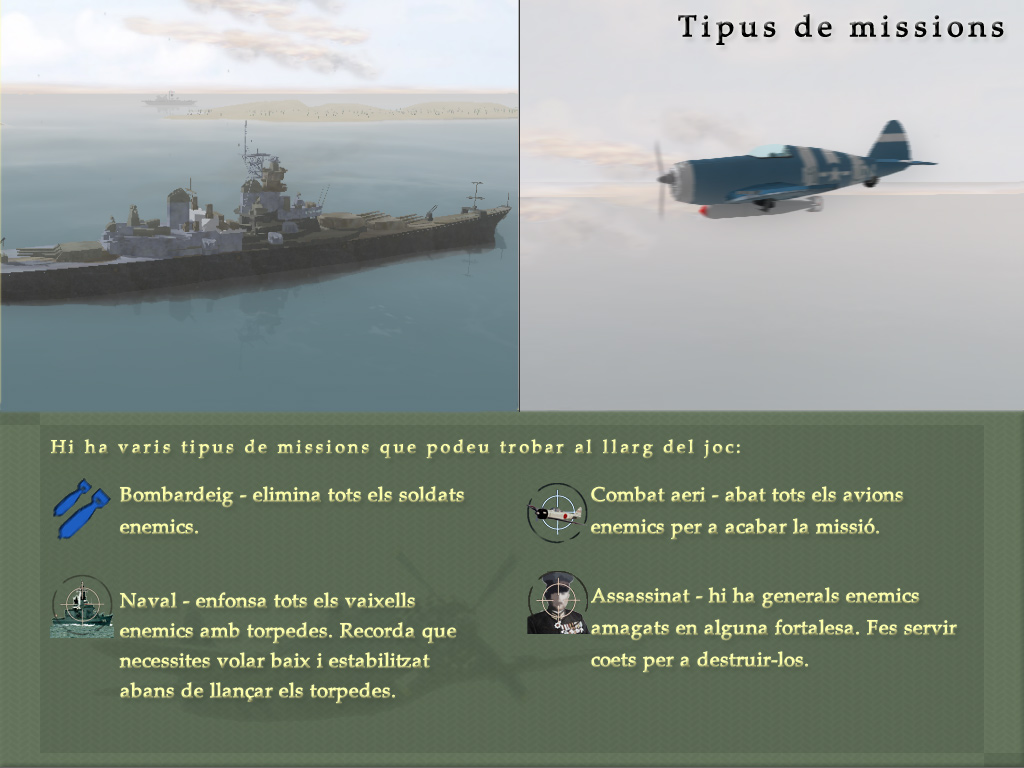 Tipus de missions
Hi ha varis tipus de missions que podeu trobar al llarg del joc:
Bombardeig - elimina tots els soldats
enemics.
Naval - enfonsa tots els vaixells
enemics amb torpedes. Recorda que
necessites volar baix i estabilitzat
abans de llançar els torpedes.
Combat aeri - abat tots els avions
enemics per a acabar la missió.
Assassinat - hi ha generals enemics
amagats en alguna fortalesa. Fes servir
coets per a destruir-los.